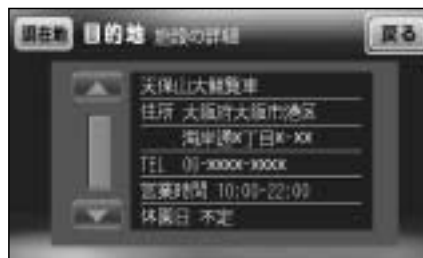 現在地 目的地 施設の詳細 戻る
天保山大観覧車
住所 大阪府大阪市港区
海岸通X丁目X-XX
TEL 00-XXXX-XXXX
営業時間 10:00-22:00
休園日 不定